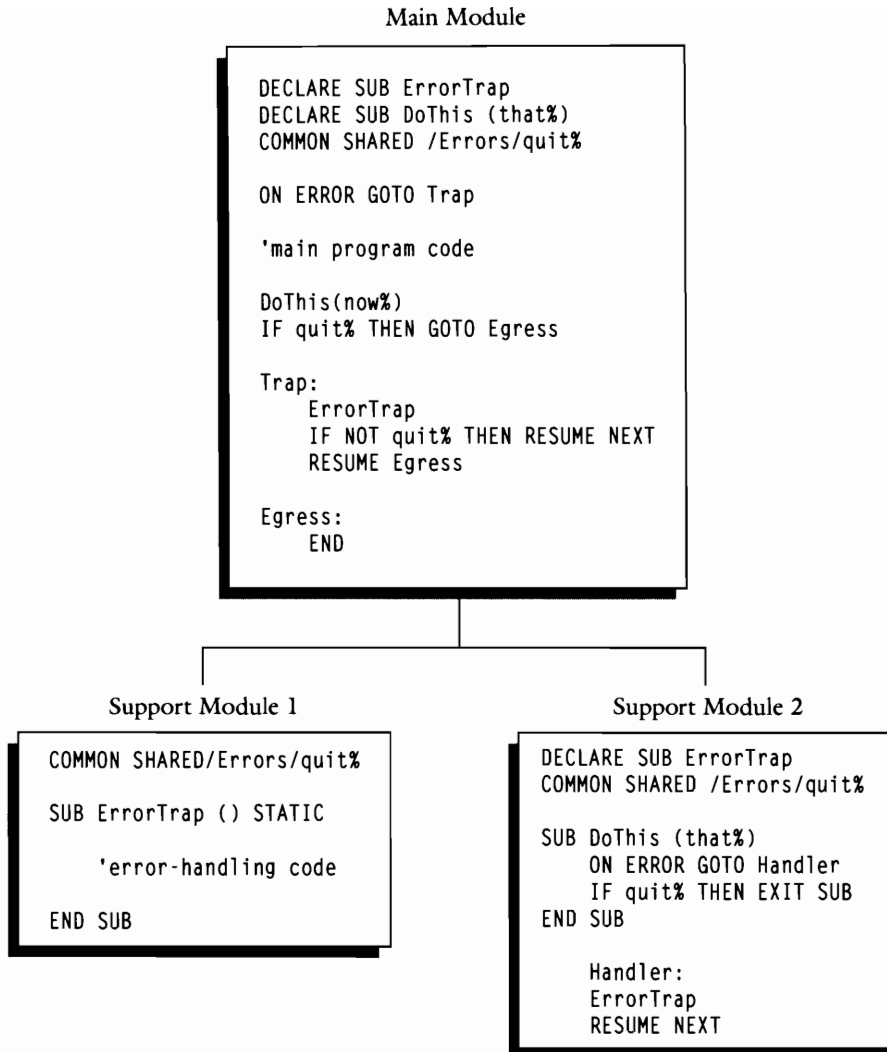 Main Module
DECLARE SUB ErrorTrap
DECLARE SUB DoThis (that%)
COMMON SHARED /Errors/quit%
ON ERROR GOTO Trap
'main program code
DoThis(now%)
IF quit% THEN GOTO Egress
Trap:
ErrorTrap
IF NOT quit% THEN RESUME NEXT
RESUME Egress
Egress:
END
Support Module 1
COMMON SHARED/Errors/quit%
SUB ErrorTrap () STATIC
'error-handling code
END SUB
Support Module 2
DECLARE SUB ErrorTrap
COMMON SHARED /Errors/quit%
SUB DoThis (that%)
ON ERROR GOTO Handler
IF quit% THEN EXIT SUB
END SUB
Handler:
ErrorTrap
RESUME NEXT